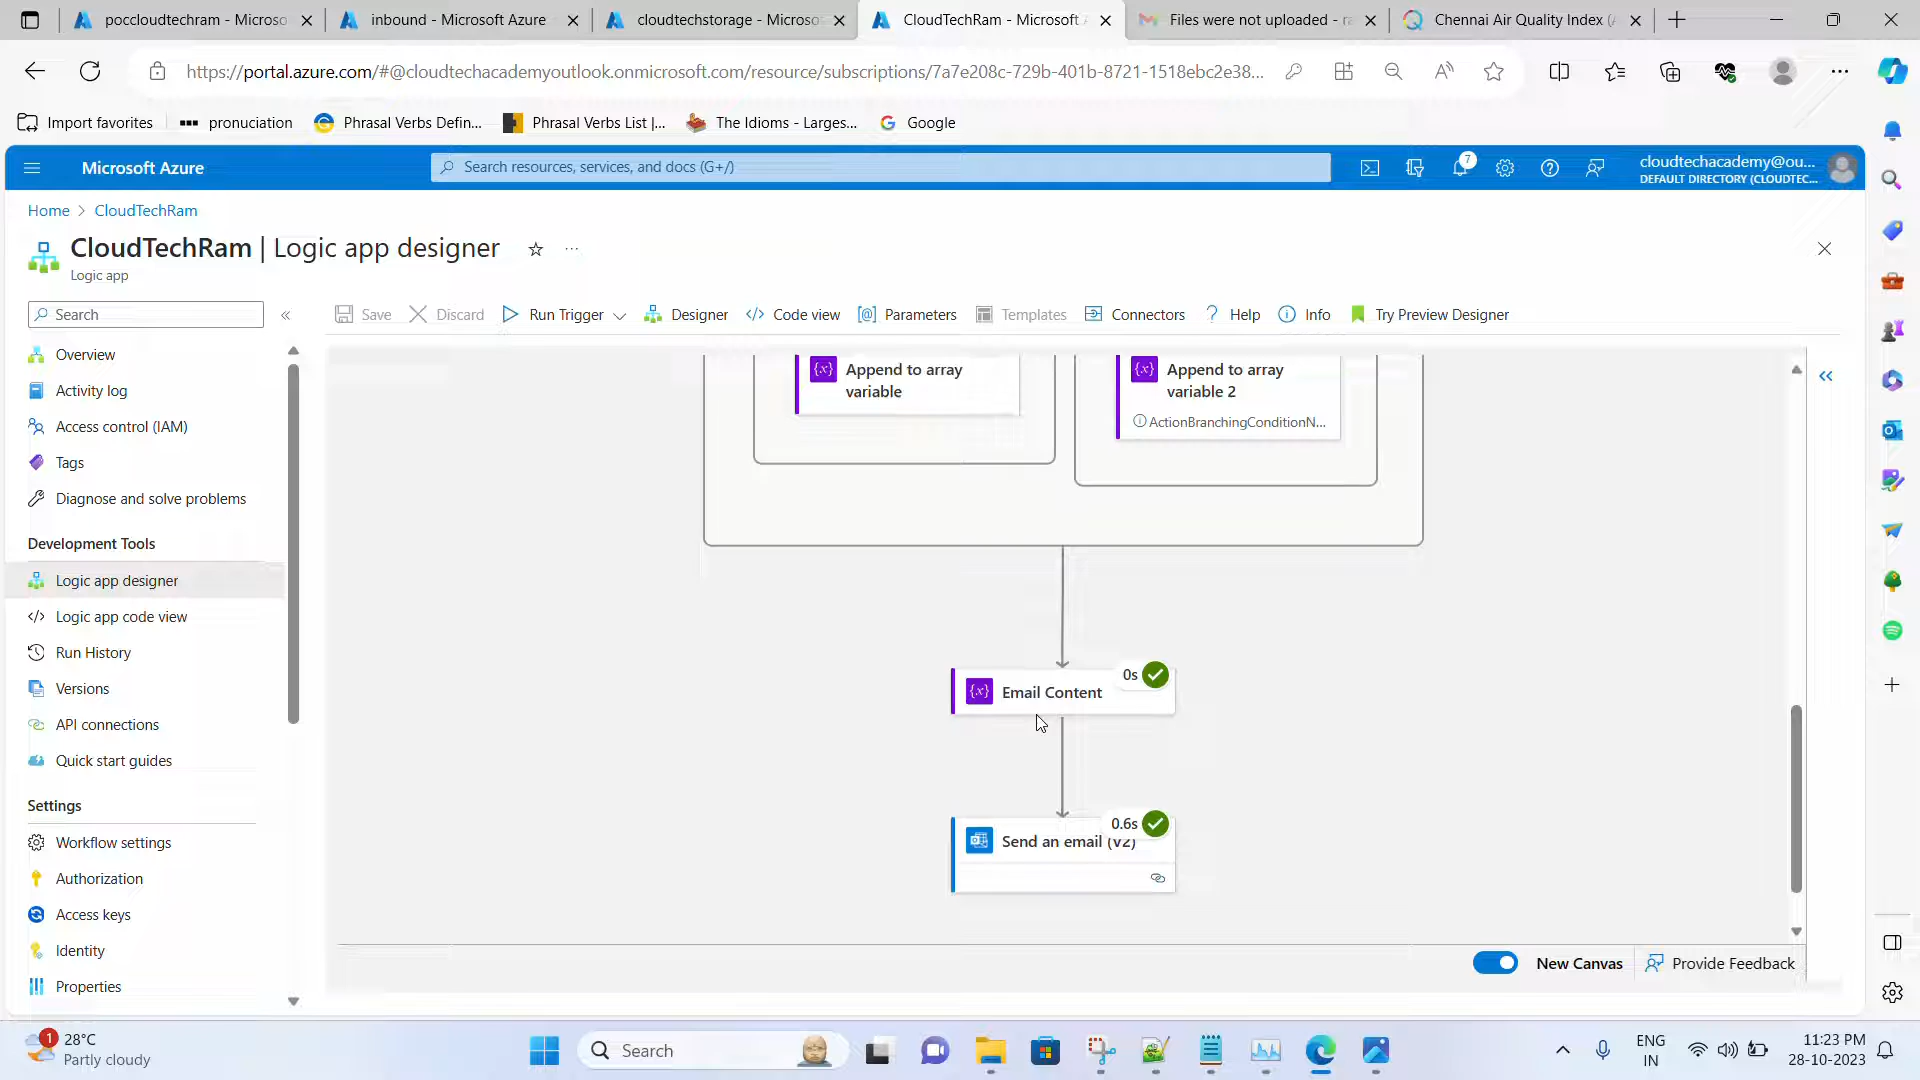 poccloudtechram - Microso
inbound - Microsoft Azure
cloudtechstorage - Microsof
CloudTechRam - Microsoft A
Files were not uploaded - ra
Chennai Air Quality Index (A
https://portal.azure.com/#@cloudtechacademyoutlook.onmicrosoft.com/resource/subscriptions/7a7e208c-729b-401b-8721-1518ebc2e38...
Import favorites
pronuciation
Phrasal Verbs Defin...
Phrasal Verbs List |...
The Idioms - Larges...
Google
Microsoft Azure
Search resources, services, and docs (G+/)
7
cloudtechacademy@ou...
DEFAULT DIRECTORY (CLOUDTEC...
Home > CloudTechRam
CloudTechRam | Logic app designer
Logic app
Search
Save
Discard
Run Trigger
Designer
Code view
Parameters
Templates
Connectors
Help
Info
Try Preview Designer
Overview
Activity log
Access control (IAM)
Tags
Diagnose and solve problems
Development Tools
Logic app designer
Logic app code view
Run History
Versions
API connections
Quick start guides
Settings
Workflow settings
Authorization
Access keys
Identity
Properties
Append to array
variable
Append to array
variable 2
ActionBranchingConditionN...
0s
Email Content
0.6s
Send an email (V2)
New Canvas
Provide Feedback
1
28°C
Partly cloudy
Search
ENG
IN
11:23 PM
28-10-2023